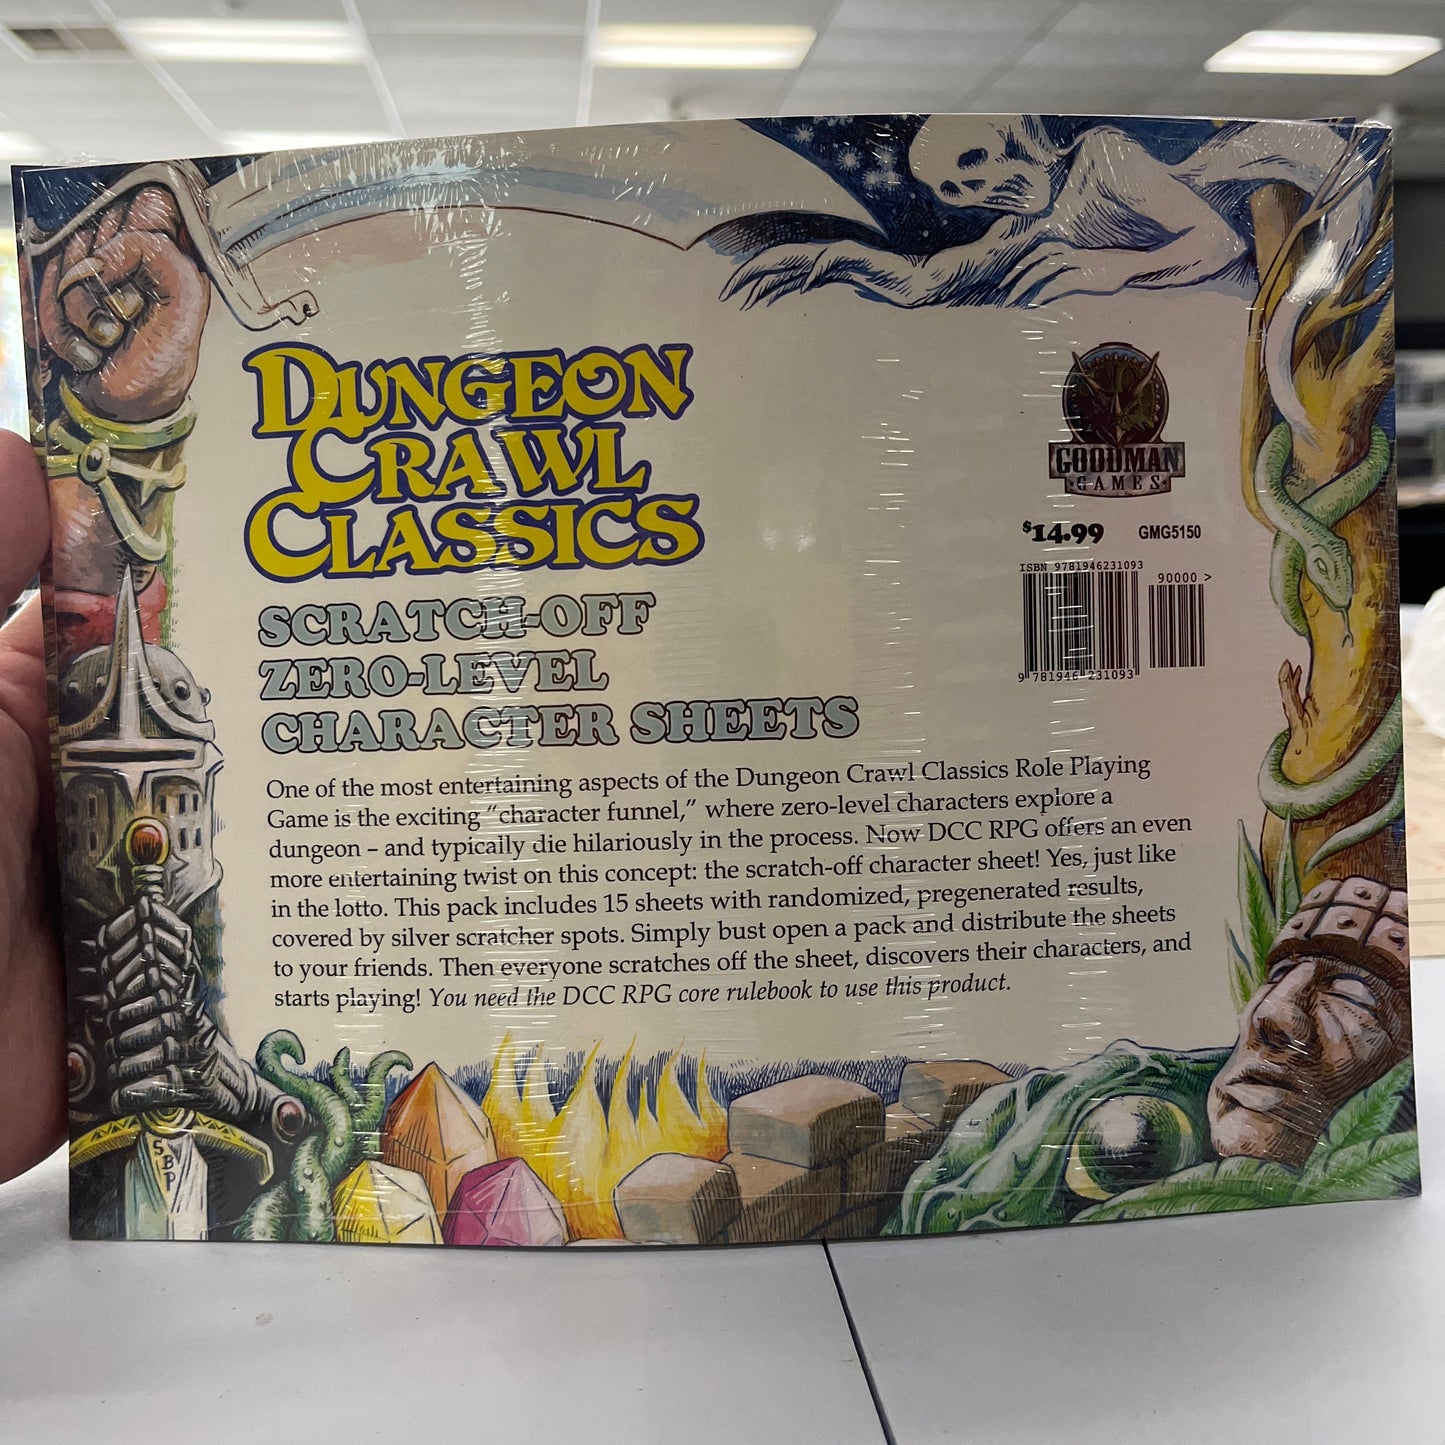 DUNGEON
CRAWL
CLASSICS
SCRATCH-OFF
ZERO-LEVEL
CHARACTER SHEETS
GOODMAN
GAMES
$14.99 GMG5150
ISBN 9781946231093
90000 >
9 781946 231093
One of the most entertaining aspects of the Dungeon Crawl Classics Role Playing
Game is the exciting “character funnel,” where zero-level characters explore a
dungeon – and typically die hilariously in the process. Now DCC RPG offers an even
more entertaining twist on this concept: the scratch-off character sheet! Yes, just like
in the lotto. This pack includes 15 sheets with randomized, pregenerated results,
covered by silver scratcher spots. Simply bust open a pack and distribute the sheets
to your friends. Then everyone scratches off the sheet, discovers their characters, and
starts playing! You need the DCC RPG core rulebook to use this product.
S
B
P